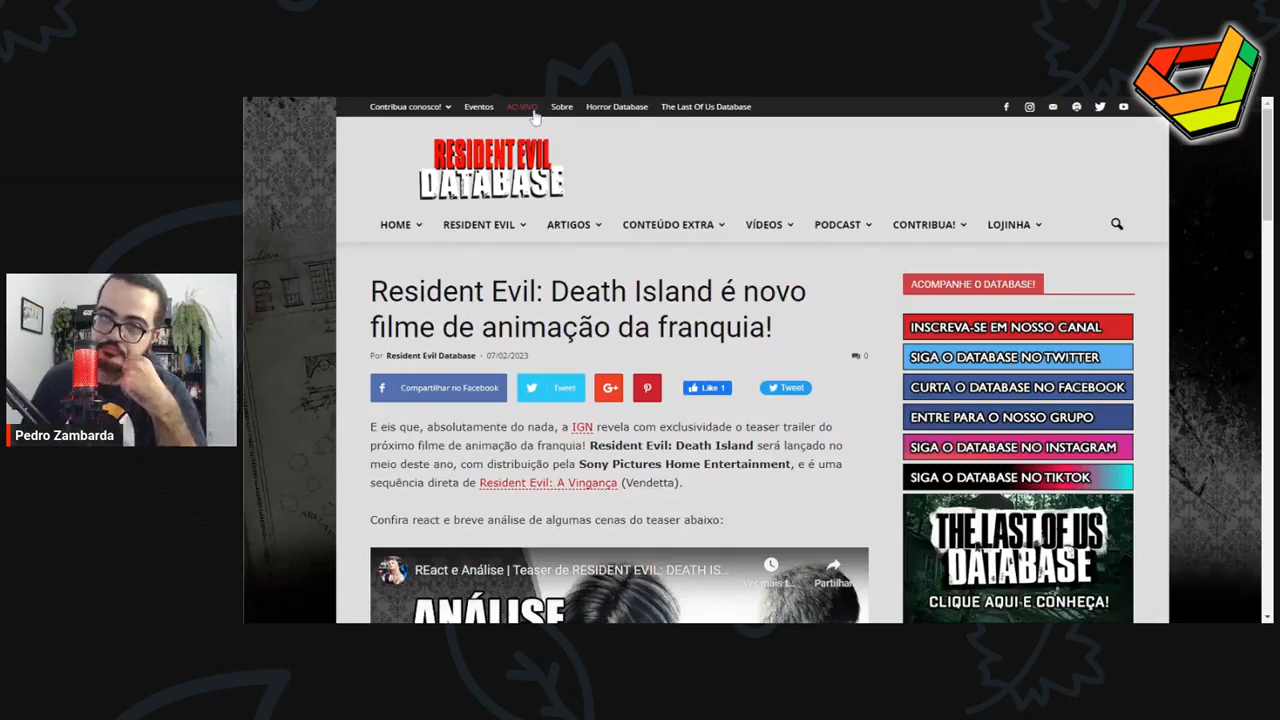 Contribua conosco! Eventos AO VIVO Sobre Horror Database The Last Of Us Database
RESIDENT EVIL
DATABASE
HOME RESIDENT EVIL ARTIGOS CONTEÚDO EXTRA VÍDEOS PODCAST CONTRIBUA! LOJINHA
Resident Evil: Death Island é novo
filme de animação da franquia!
Por Resident Evil Database - 07/02/2023 0
Compartilhar no Facebook Tweet G+ Like 1 Tweet
E eis que, absolutamente do nada, a IGN revela com exclusividade o teaser trailer do
próximo filme de animação da franquia! Resident Evil: Death Island será lançado no
meio deste ano, com distribuição pela Sony Pictures Home Entertainment, e é uma
sequência direta de Resident Evil: A Vingança (Vendetta).
Confira react e breve análise de algumas cenas do teaser abaixo:
REact e Análise | Teaser de RESIDENT EVIL: DEATH IS...
Ver mais t...
Partilhar
ANÁLISE
ACOMPANHE O DATABASE!
INSCREVA-SE EM NOSSO CANAL
SIGA O DATABASE NO TWITTER
CURTA O DATABASE NO FACEBOOK
ENTRE PARA O NOSSO GRUPO
SIGA O DATABASE NO INSTAGRAM
SIGA O DATABASE NO TIKTOK
THE LAST OF US
DATABASE
CLIQUE AQUI E CONHEÇA!
Pedro Zambarda